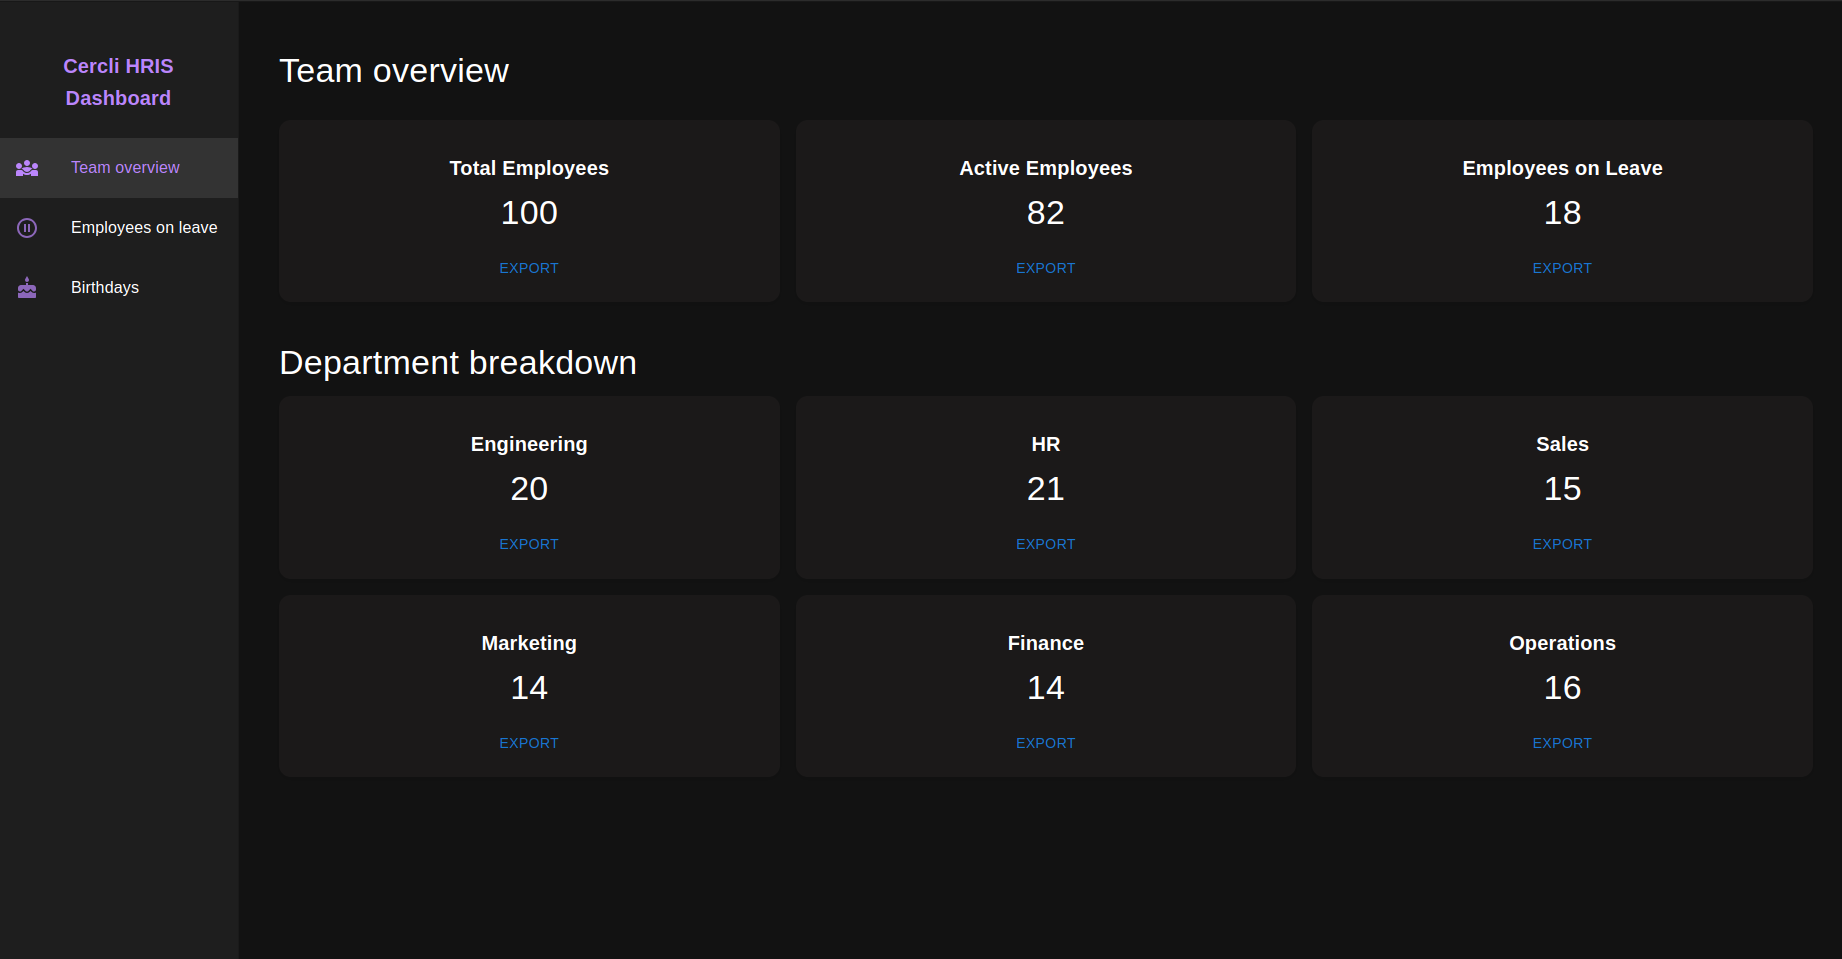 Cercli HRIS
Dashboard
Team overview
Employees on leave
Birthdays
Team overview
Total Employees
100
EXPORT
Active Employees
82
EXPORT
Employees on Leave
18
EXPORT
Department breakdown
Engineering
20
EXPORT
HR
21
EXPORT
Sales
15
EXPORT
Marketing
14
EXPORT
Finance
14
EXPORT
Operations
16
EXPORT